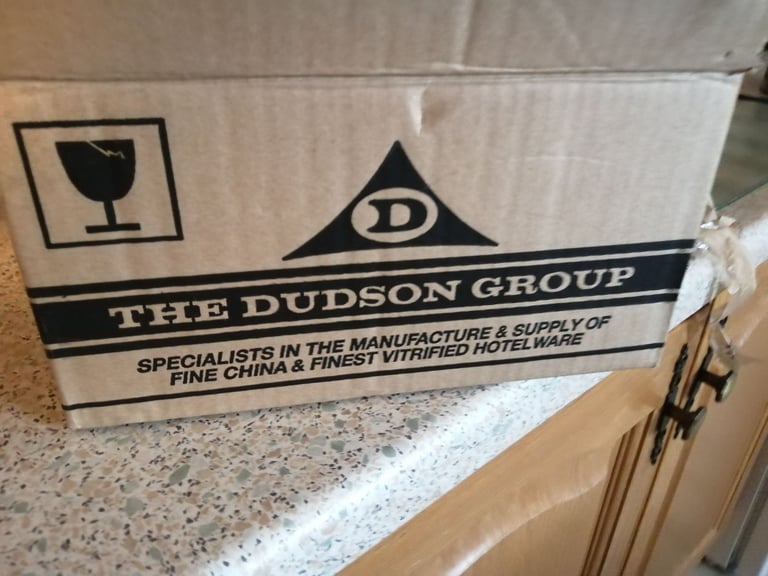 D
THE DUDSON GROUP
SPECIALISTS IN THE MANUFACTURE & SUPPLY OF
FINE CHINA & FINEST VITRIFIED HOTELWARE